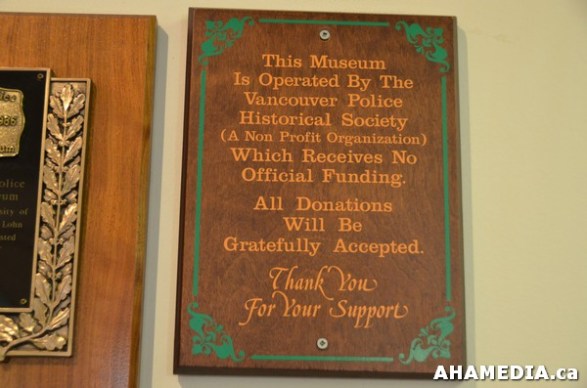 This Museum
Is Operated By The
Vancouver Police
Historical Society
(A Non Profit Organization)
Which Receives No
Official Funding.
All Donations
Will Be
Gratefully Accepted.
Thank You
For Your Support
AHAMEDIA.ca